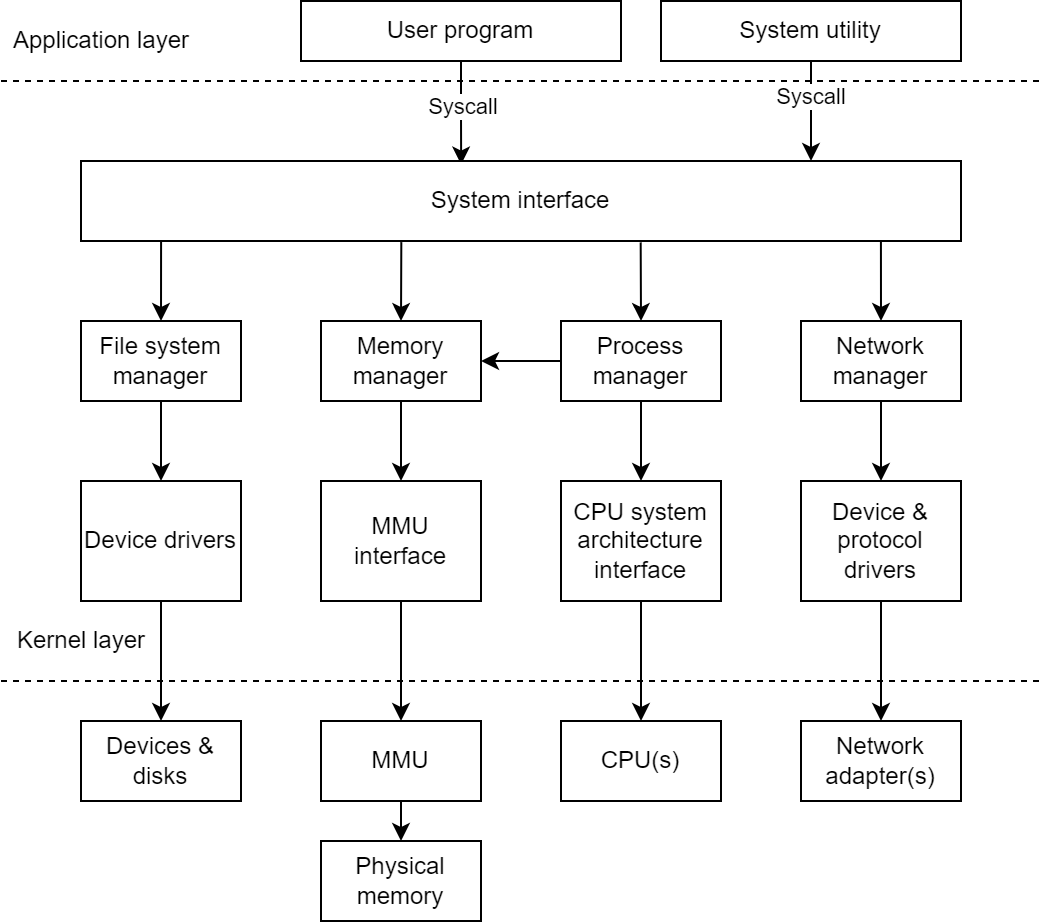 Application layer
User program
System utility
Syscall
Syscall
System interface
File system
manager
Memory
manager
Process
manager
Network
manager
Device drivers
MMU
interface
CPU system
architecture
interface
Device &
protocol
drivers
Kernel layer
Devices &
disks
MMU
CPU(s)
Network
adapter(s)
Physical
memory